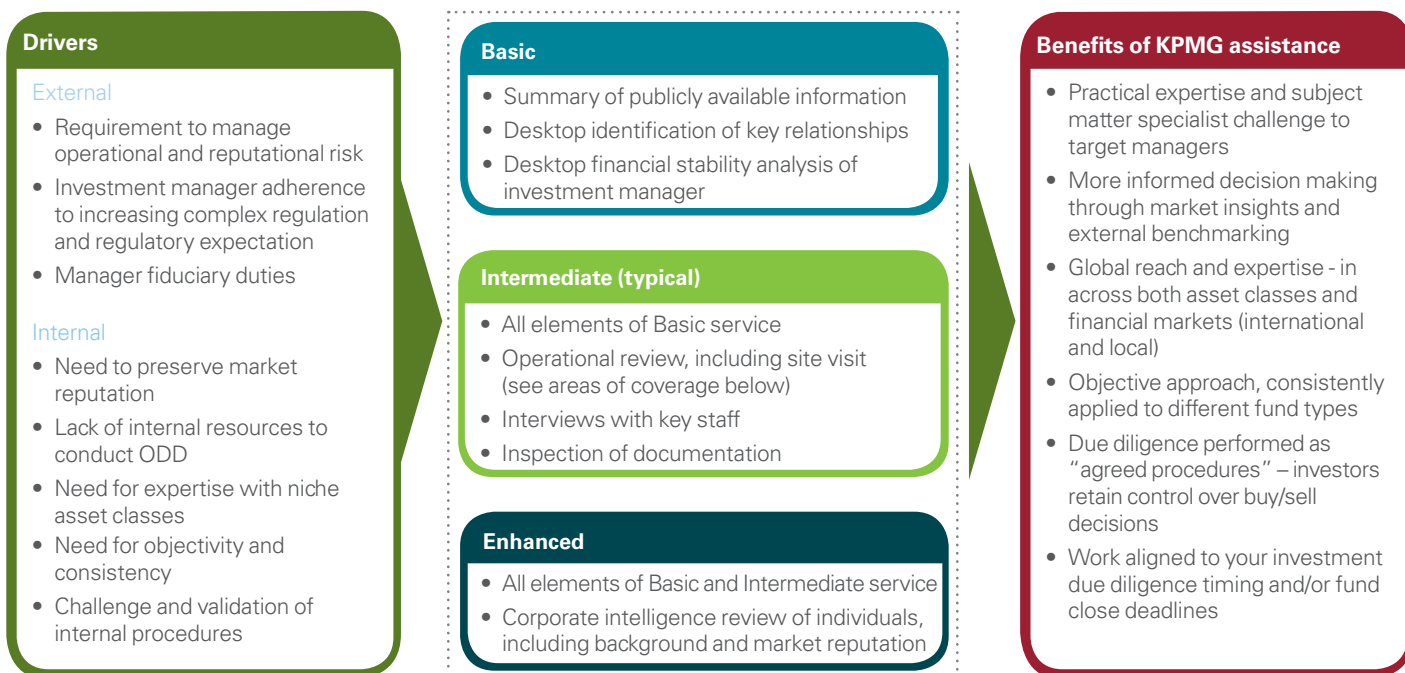 Drivers
External
• Requirement to manage
operational and reputational risk
• Investment manager adherence
to increasing complex regulation
and regulatory expectation
• Manager fiduciary duties
Internal
• Need to preserve market
reputation
• Lack of internal resources to
conduct ODD
• Need for expertise with niche
asset classes
• Need for objectivity and
consistency
• Challenge and validation of
internal procedures
Basic
• Summary of publicly available information
• Desktop identification of key relationships
• Desktop financial stability analysis of
investment manager
Intermediate (typical)
• All elements of Basic service
• Operational review, including site visit
(see areas of coverage below)
• Interviews with key staff
• Inspection of documentation
Enhanced
• All elements of Basic and Intermediate service
• Corporate intelligence review of individuals,
including background and market reputation
Benefits of KPMG assistance
• Practical expertise and subject
matter specialist challenge to
target managers
• More informed decision making
through market insights and
external benchmarking
• Global reach and expertise - in
across both asset classes and
financial markets (international
and local)
• Objective approach, consistently
applied to different fund types
• Due diligence performed as
“agreed procedures” – investors
retain control over buy/sell
decisions
• Work aligned to your investment
due diligence timing and/or fund
close deadlines